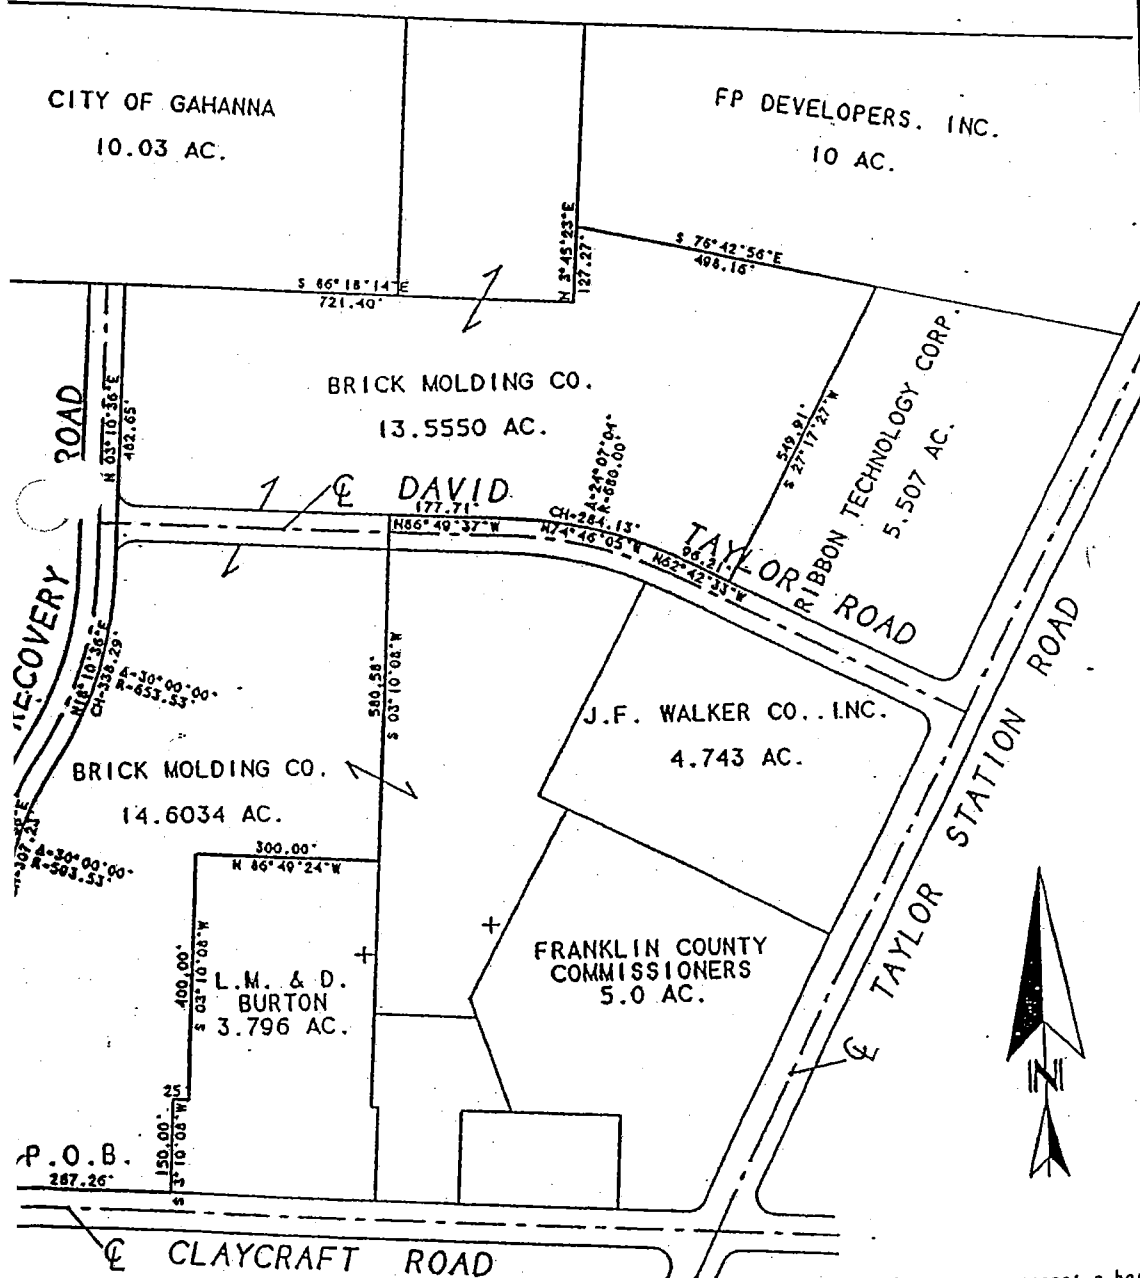 CITY OF GAHANNA
10.03 AC.
FP DEVELOPERS. INC.
10 AC.
S 76° 42' 56" E
498.16'
N 3° 45' 23" E
127.27'
S 86° 18' 14" E
721.40'
BRICK MOLDING CO.
13.5550 AC.
N 03° 10' 36" E
482.65'
ROAD
549.91'
S 27° 17' 27" W
RIBBON TECHNOLOGY CORP.
5.507 AC.
DAVID
TAYLOR ROAD
177.71'
N86° 49' 37" W
Δ=24° 07' 04"
R=680.00'
CH=284.13'
N74° 46' 05" W
96.21'
N62° 42' 33" W
RECOVERY
N18° 10' 36" E
CH=338.29'
Δ=30° 00' 00"
R=653.53'
580.58'
S 03° 10' 08" W
J.F. WALKER CO., INC.
4.743 AC.
BRICK MOLDING CO.
14.6034 AC.
307.23'
Δ=30° 00' 00"
R=593.53'
300.00'
N 86° 49' 24" W
400.00'
S 03° 10' 08" W
L.M. & D.
BURTON
3.796 AC.
FRANKLIN COUNTY
COMMISSIONERS
5.0 AC.
TAYLOR STATION ROAD
25'
150.00'
S 3° 10' 08" W
P.O.B.
267.26'
N
CLAYCRAFT ROAD